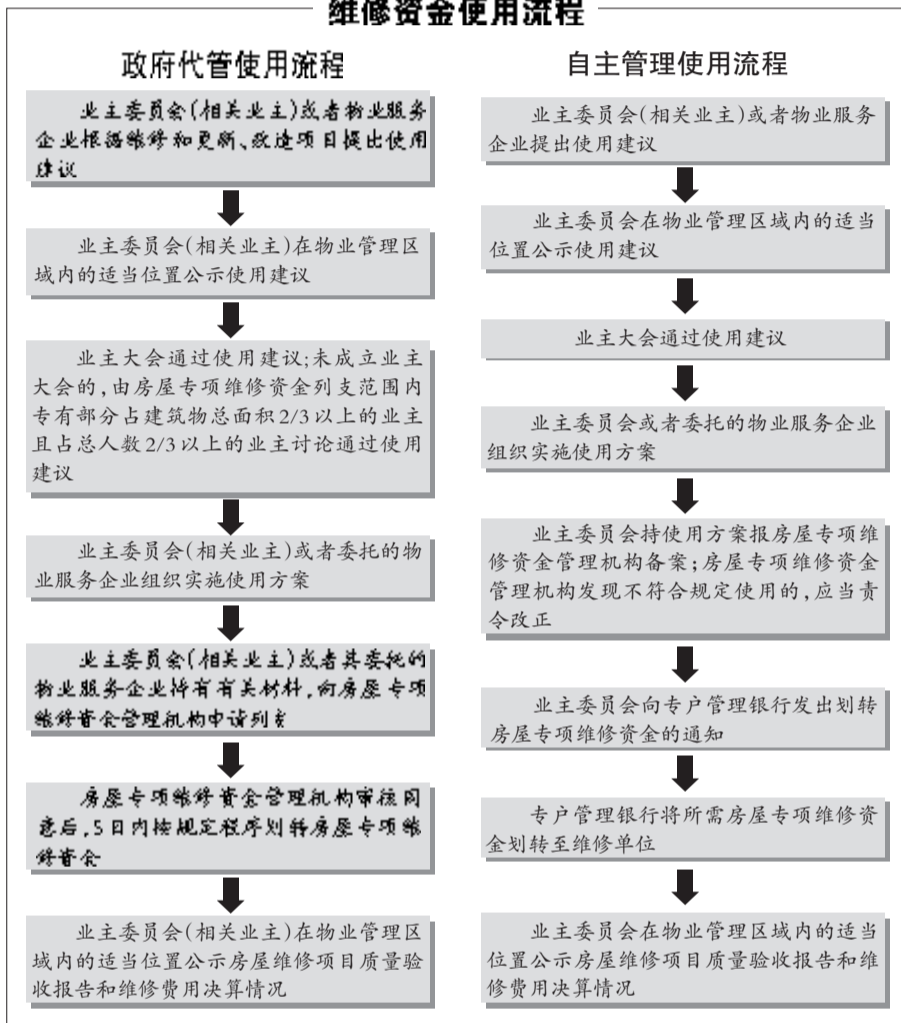 维修资金使用流程
政府代管使用流程
业主委员会(相关业主)或者物业服务
企业根据维修和更新、改造项目提出使用
建议
业主委员会(相关业主)在物业管理区
域内的适当位置公示使用建议
业主大会通过使用建议;未成立业主
大会的,由房屋专项维修资金列支范围内
专有部分占建筑物总面积2/3以上的业主
且占总人数2/3以上的业主讨论通过使用
建议
业主委员会(相关业主)或者委托的物
业服务企业组织实施使用方案
业主委员会(相关业主)或者其委托的
物业服务企业持有有关材料,向房屋专项
维修资金管理机构申请列支
房屋专项维修资金管理机构审核同
意后,5日内按规定程序划转房屋专项维
修资金
业主委员会(相关业主)在物业管理区
域内的适当位置公示房屋维修项目质量验
收报告和维修费用决算情况
自主管理使用流程
业主委员会(相关业主)或者物业服务
企业提出使用建议
业主委员会在物业管理区域内的适当
位置公示使用建议
业主大会通过使用建议
业主委员会或者委托的物业服务企业
组织实施使用方案
业主委员会持使用方案报房屋专项维
修资金管理机构备案;房屋专项维修资金
管理机构发现不符合规定使用的,应当责
令改正
业主委员会向专户管理银行发出划转
房屋专项维修资金的通知
专户管理银行将所需房屋专项维修资
金划转至维修单位
业主委员会在物业管理区域内的适当
位置公示房屋维修项目质量验收报告和维
修费用决算情况